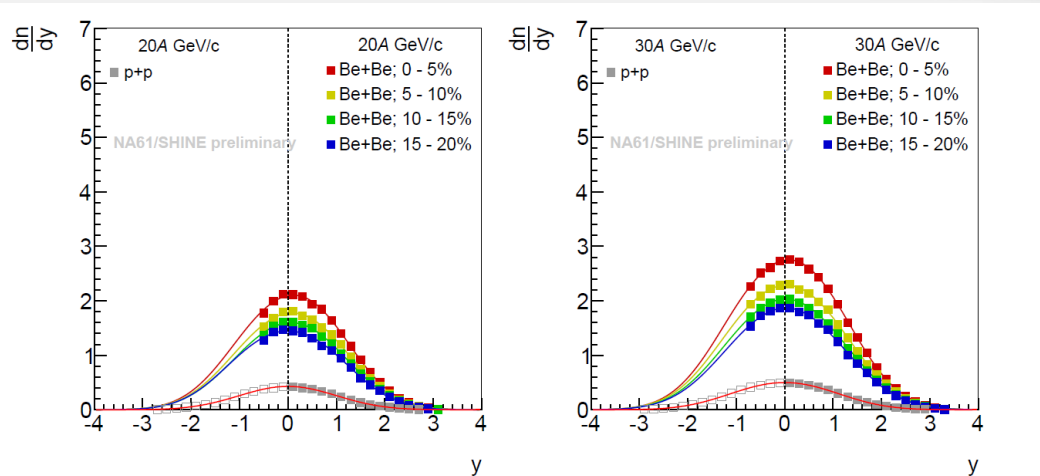 dn
dy
7
6
5
4
3
2
1
0
20A GeV/c
20A GeV/c
p+p
Be+Be; 0 - 5%
Be+Be; 5 - 10%
Be+Be; 10 - 15%
Be+Be; 15 - 20%
NA61/SHINE preliminary
-4 -3 -2 -1 0 1 2 3 4
y
dn
dy
7
6
5
4
3
2
1
0
30A GeV/c
30A GeV/c
p+p
Be+Be; 0 - 5%
Be+Be; 5 - 10%
Be+Be; 10 - 15%
Be+Be; 15 - 20%
NA61/SHINE preliminary
-4 -3 -2 -1 0 1 2 3 4
y